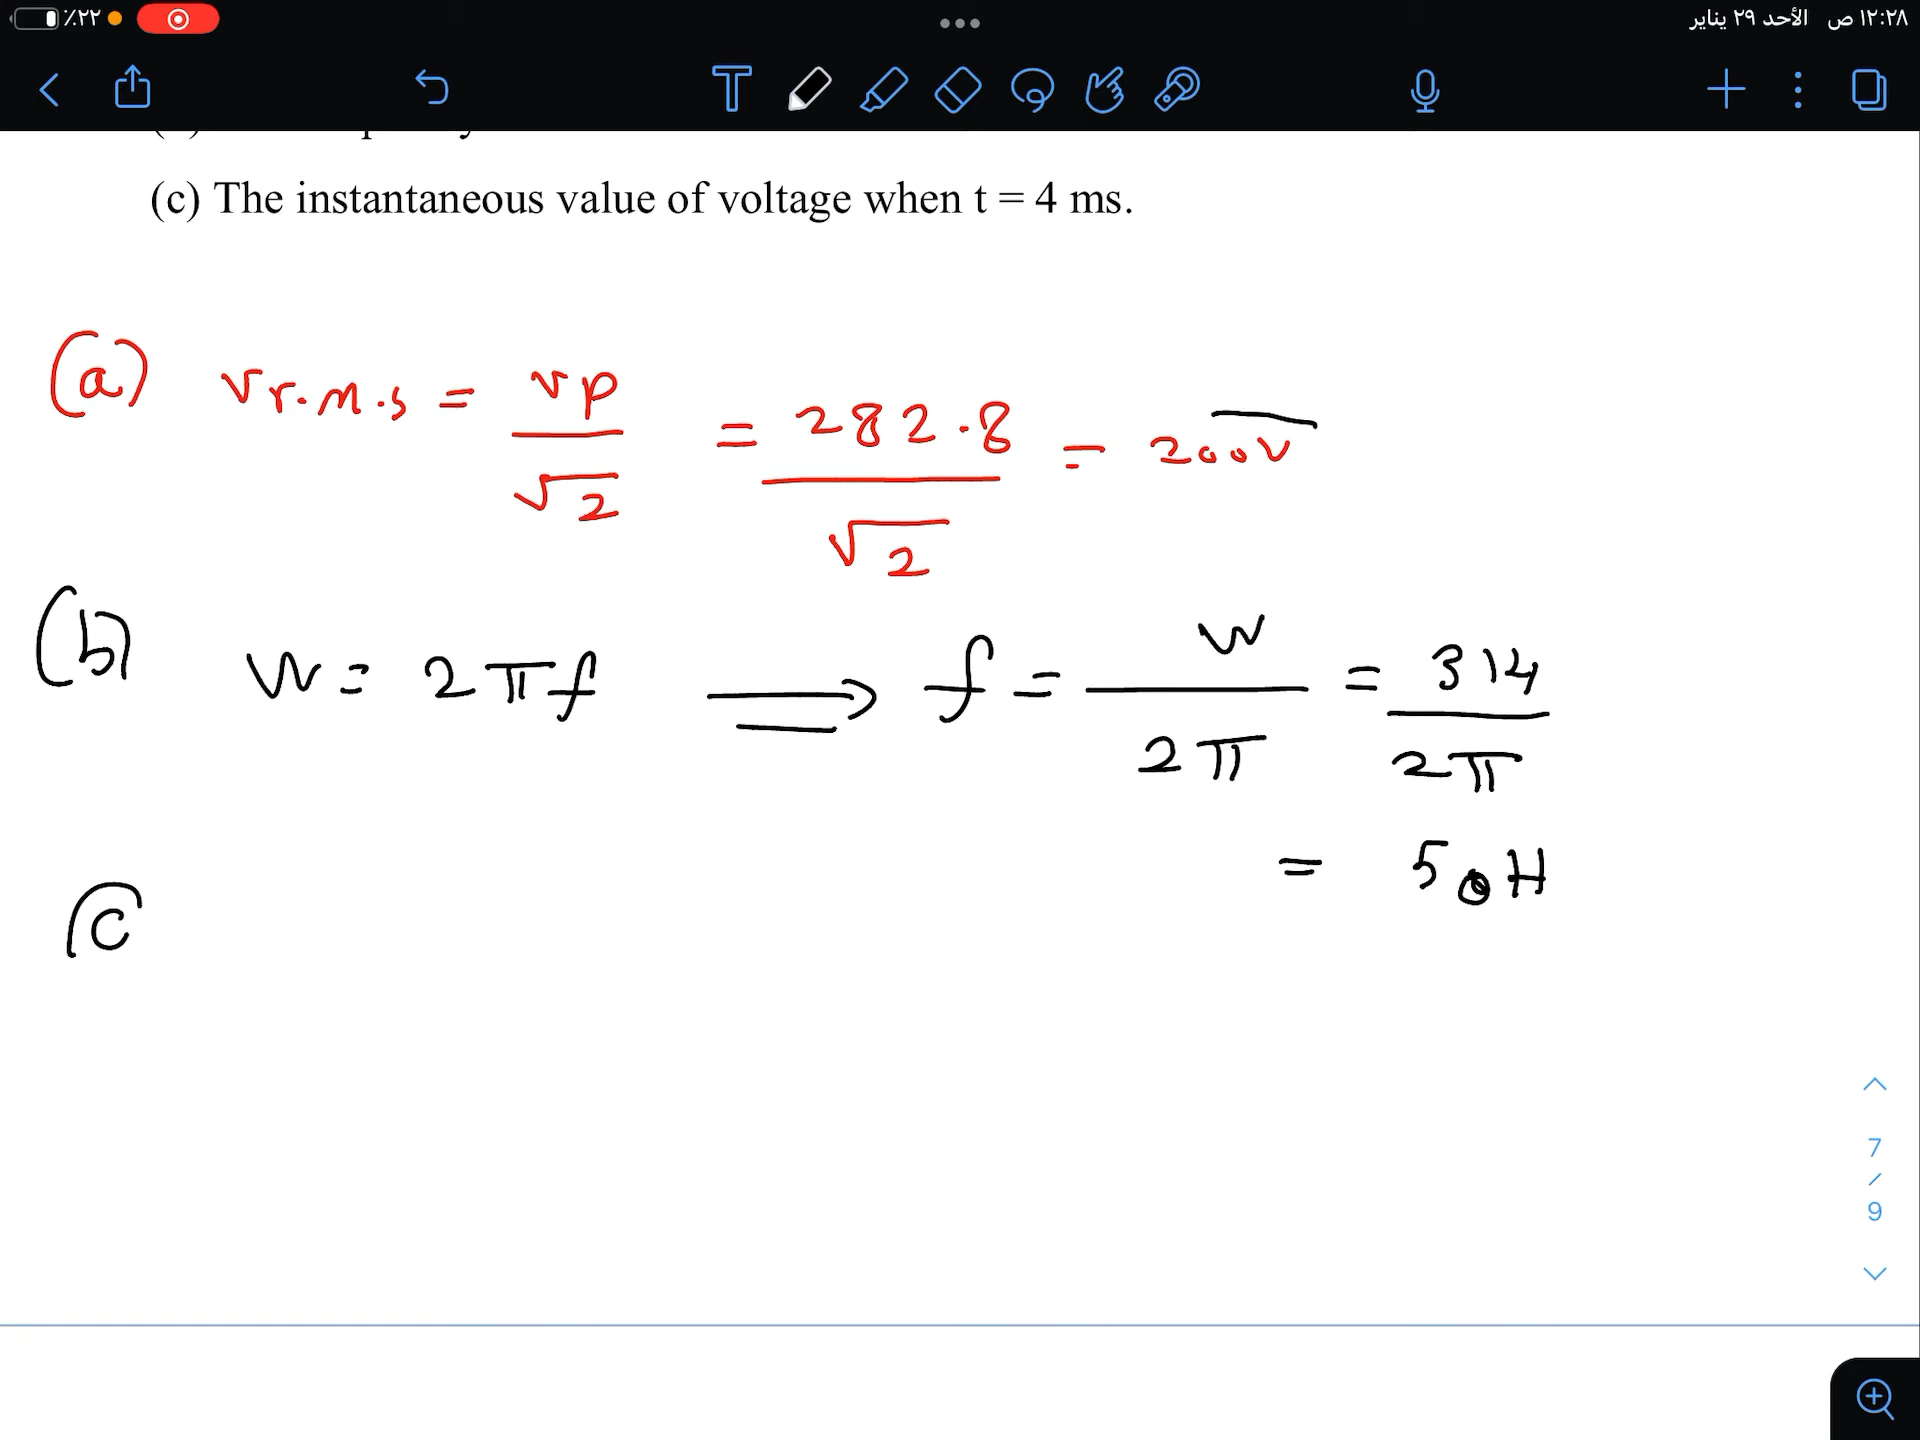 ٪٢٢
١٢:٢٨ ص الأحد ٢٩ يناير
(c) The instantaneous value of voltage when t = 4 ms.
(a) Vr.m.s = vp / √2 = 282.8 / √2 = 200V
(b) W = 2πf ⟹ f = W / 2π = 314 / 2π
= 50H
(c
7
/
9